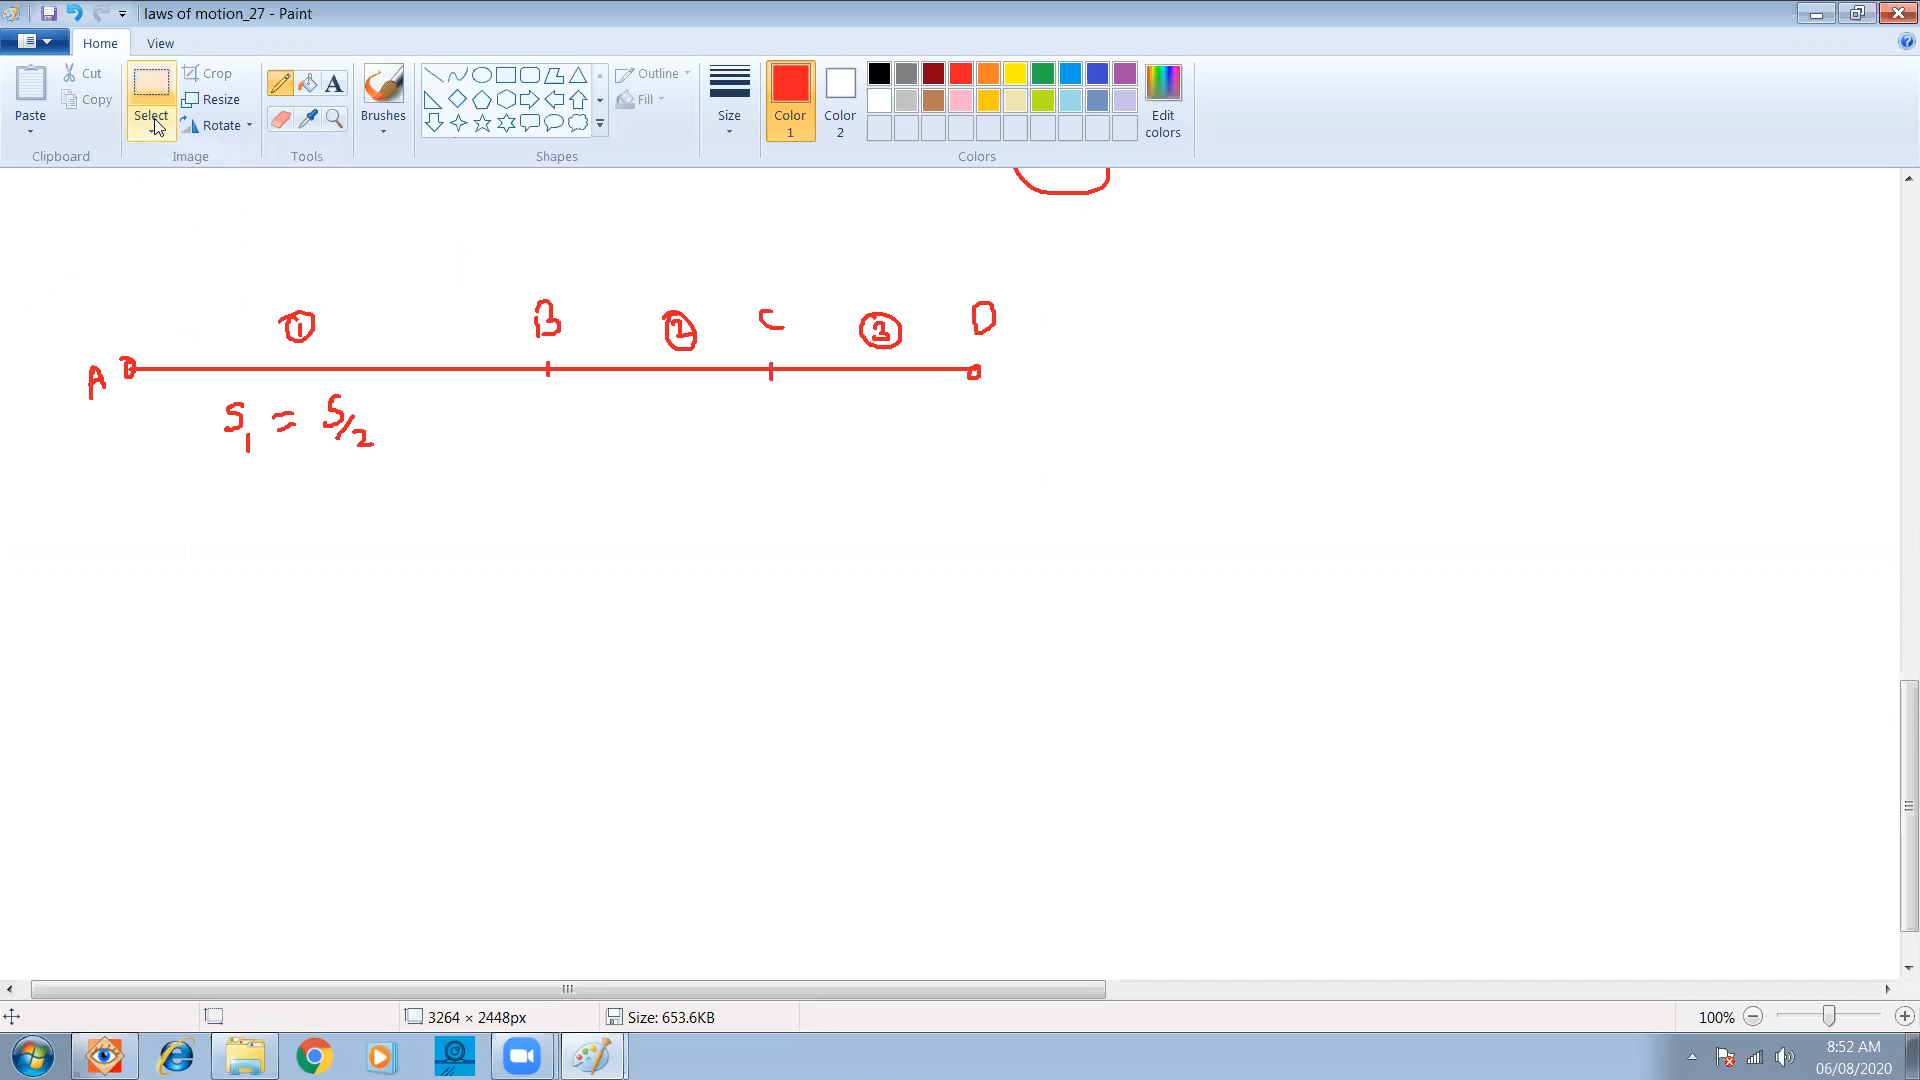 laws of motion_27 - Paint
Home View
Paste Cut Copy Clipboard
Select Crop Resize Rotate Image
A Tools
Brushes
Outline Fill Shapes
Size
Color 1 Color 2 Edit colors Colors
① B ② C ③ D
A
S₁ = S/2
3264 × 2448px Size: 653.6KB 100%
8:52 AM
06/08/2020